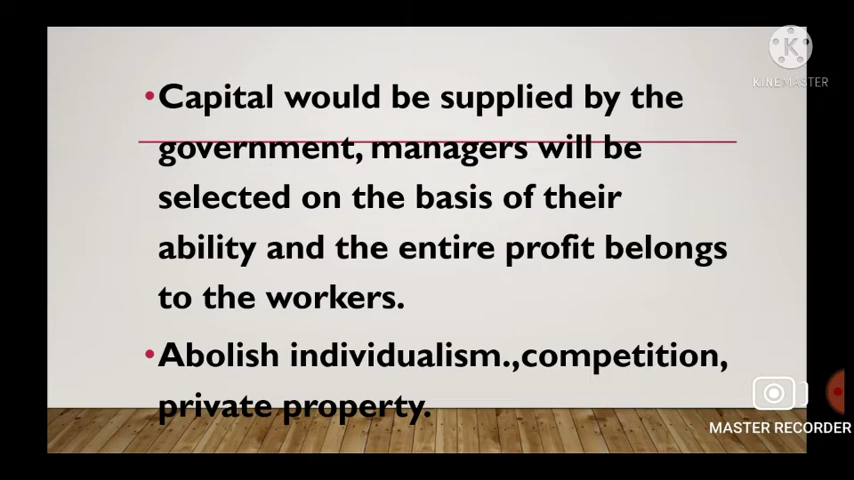 •Capital would be supplied by the
government, managers will be
selected on the basis of their
ability and the entire profit belongs
to the workers.
•Abolish individualism.,competition,
private property.
K
KINEMASTER
MASTER RECORDER